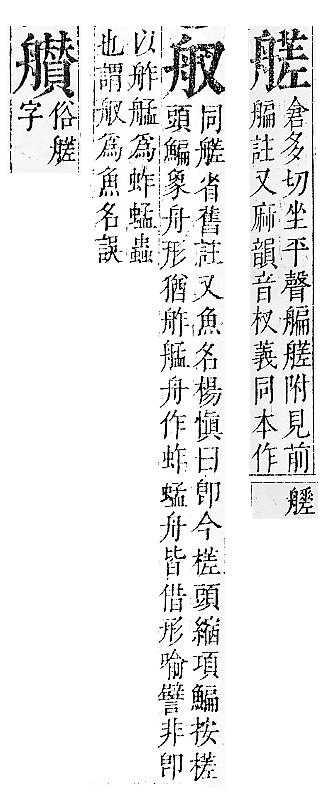 艖
倉多切坐平聲艑艖附見前
艑註又麻韻音杈義同本作
䑡
同艖省舊註又魚名楊愼曰卽今槎頭縮項鯿按槎
頭鯿象舟形猶舴艋舟作蚱蜢舟皆借形喻譬非卽
以舴艋爲蚱蜢蟲
也謂䑡爲魚名誤
俗艖
字